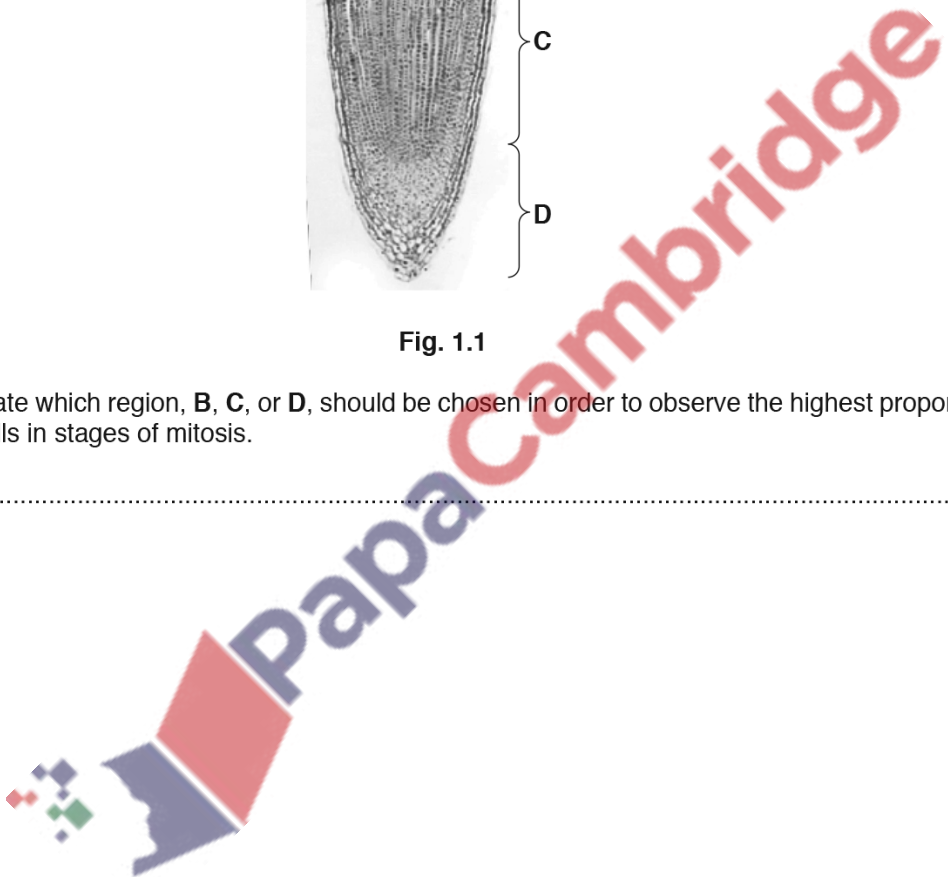 C
D
Fig. 1.1
ate which region, B, C, or D, should be chosen in order to observe the highest propor
lls in stages of mitosis.
PapaCambridge